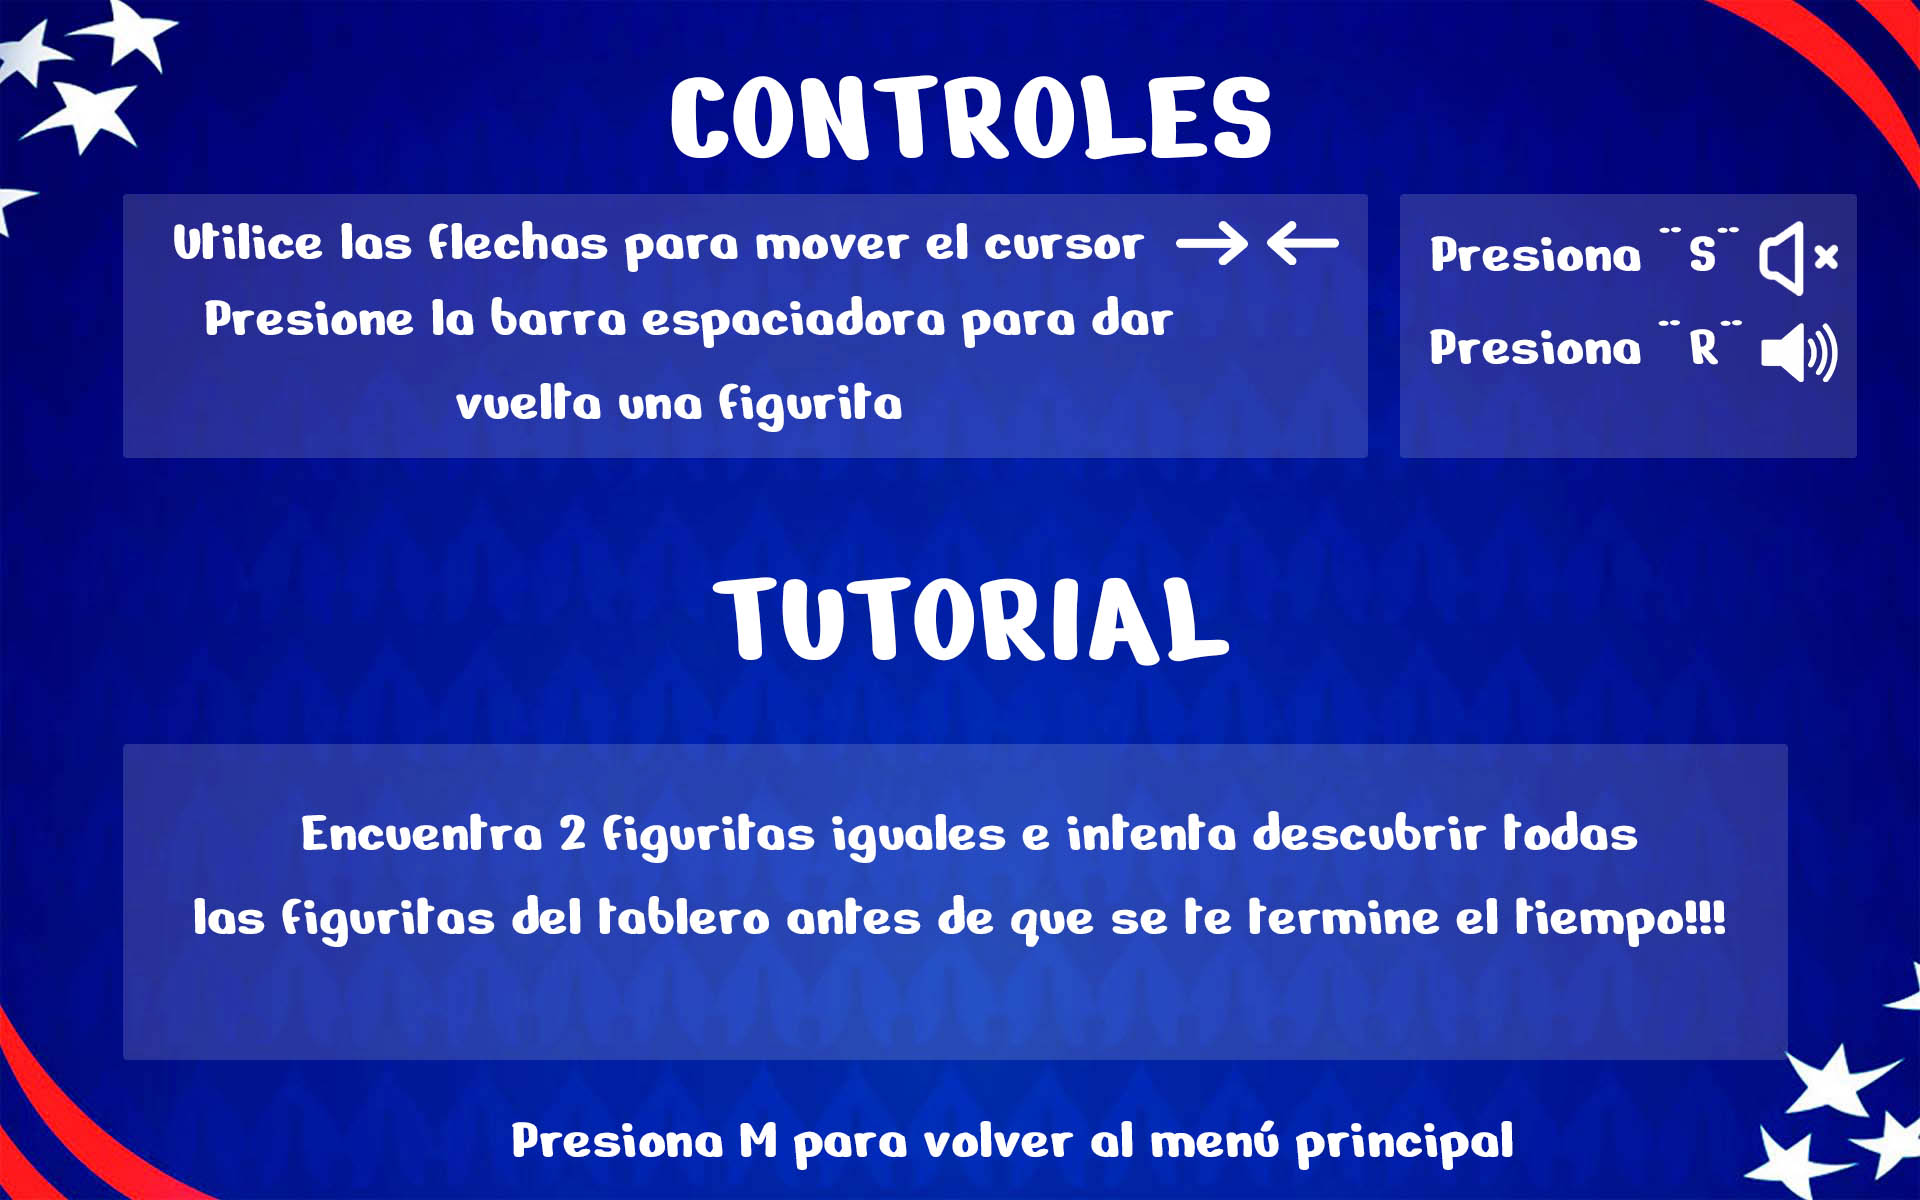 CONTROLES
Utilice las flechas para mover el cursor
Presione la barra espaciadora para dar
vuelta una figurita
Presiona ¨S¨
Presiona ¨R¨
TUTORIAL
Encuentra 2 figuritas iguales e intenta descubrir todas
las figuritas del tablero antes de que se te termine el tiempo!!!
Presiona M para volver al menú principal